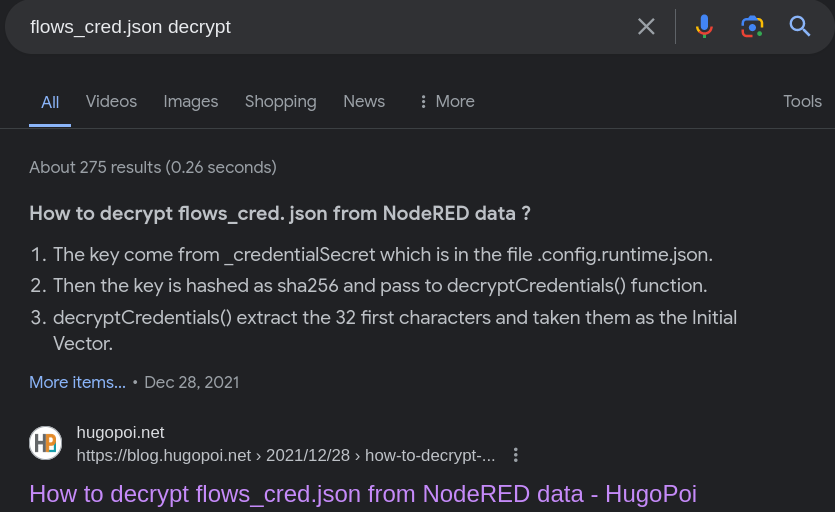 flows_cred.json decrypt
All Videos Images Shopping News More Tools
About 275 results (0.26 seconds)
How to decrypt flows_cred. json from NodeRED data ?
1. The key come from _credentialSecret which is in the file .config.runtime.json.
2. Then the key is hashed as sha256 and pass to decryptCredentials() function.
3. decryptCredentials() extract the 32 first characters and taken them as the Initial
Vector.
More items... • Dec 28, 2021
HP
hugopoi.net
https://blog.hugopoi.net › 2021/12/28 › how-to-decrypt-...
How to decrypt flows_cred.json from NodeRED data - HugoPoi